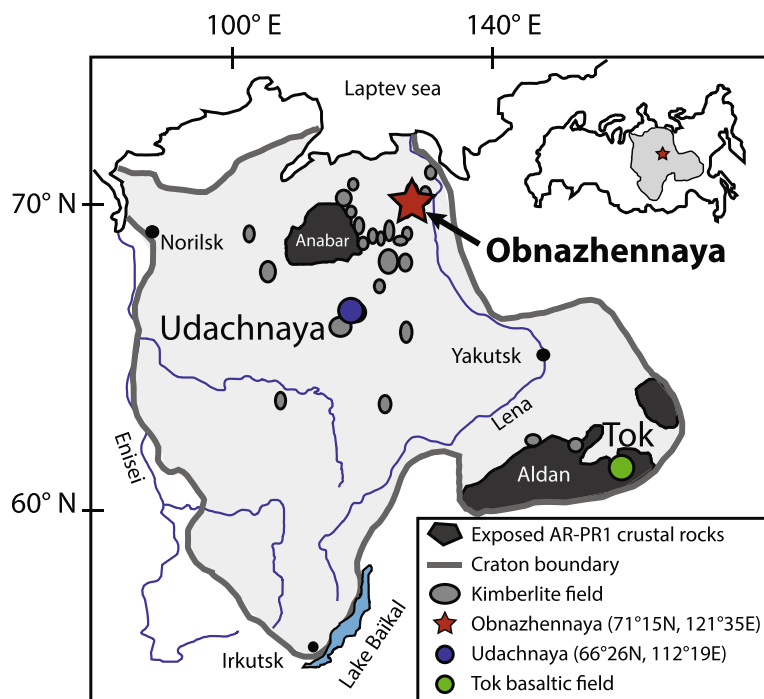 100° E
140° E
Laptev sea
70° N
Norilsk
Anabar
Obnazhennaya
Udachnaya
Yakutsk
Lena
Enisei
Tok
Aldan
60° N
Irkutsk
Lake Baïkal
Exposed AR-PR1 crustal rocks
Craton boundary
Kimberlite field
Obnazhennaya (71°15N, 121°35E)
Udachnaya (66°26N, 112°19E)
Tok basaltic field